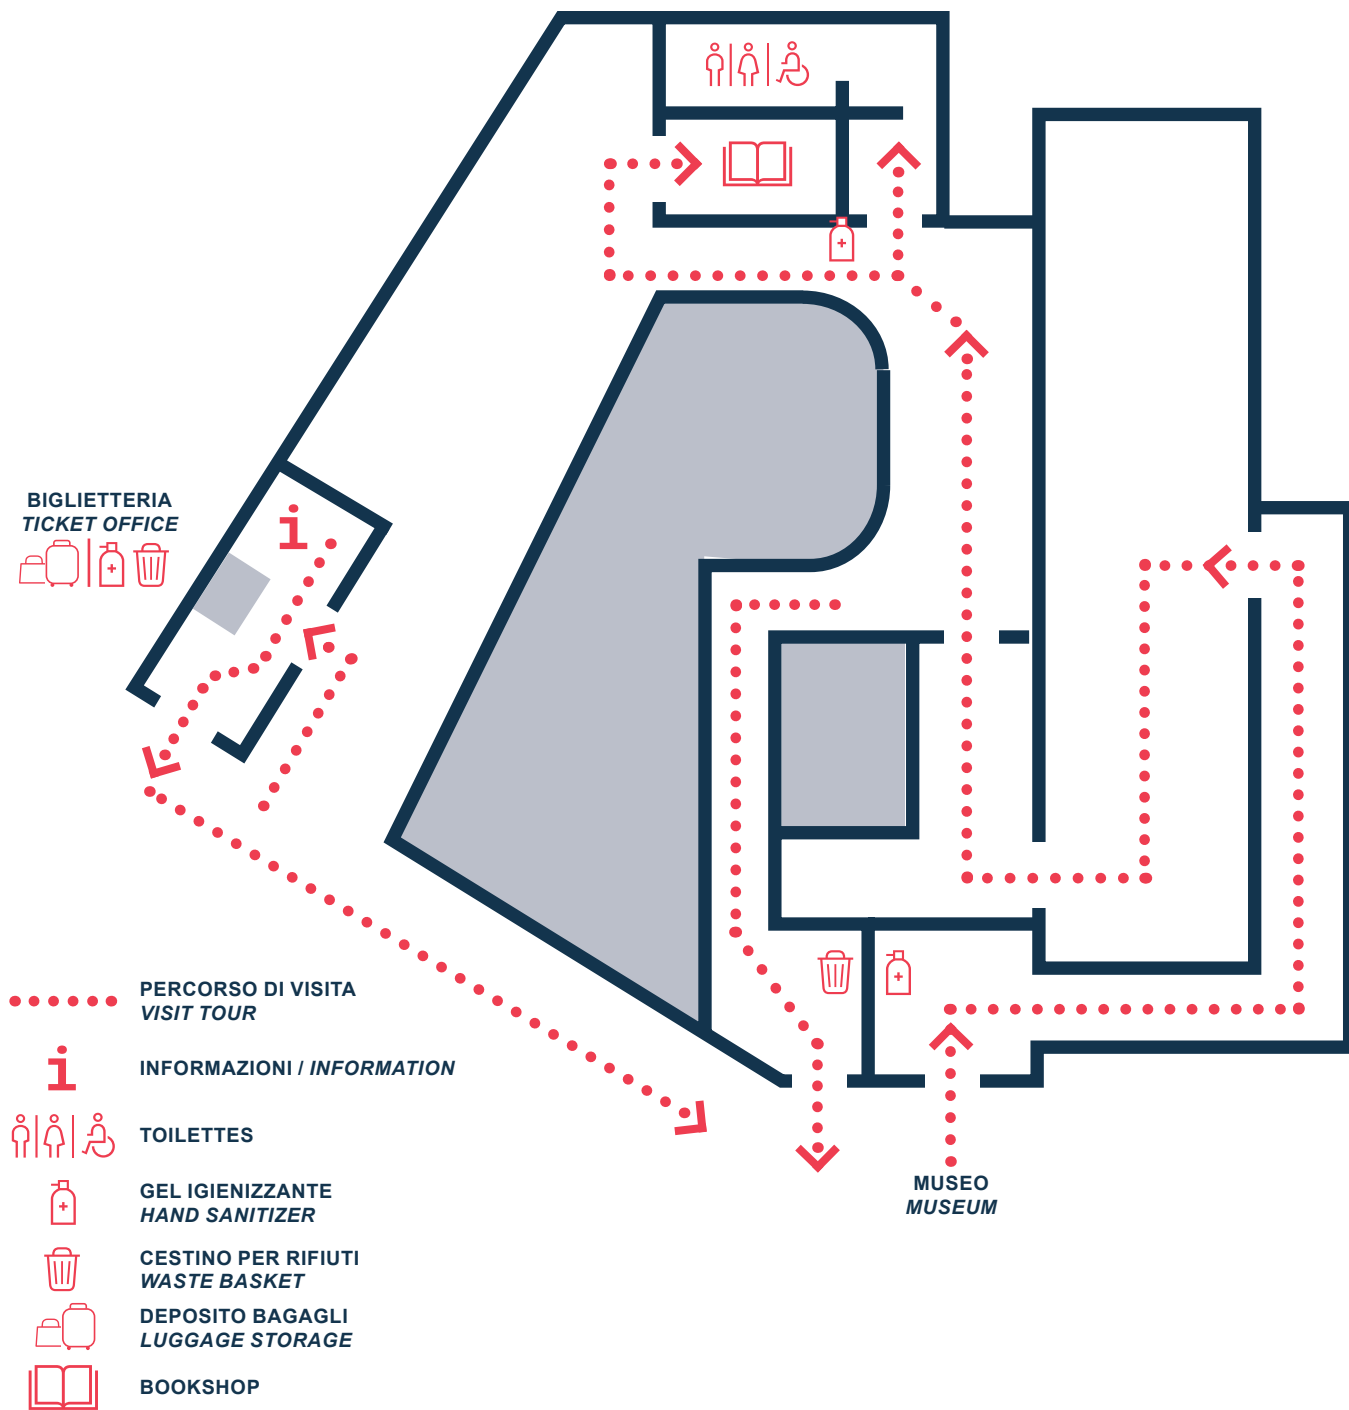 BIGLIETTERIA
TICKET OFFICE
PERCORSO DI VISITA
VISIT TOUR
INFORMAZIONI / INFORMATION
TOILETTES
GEL IGIENIZZANTE
HAND SANITIZER
CESTINO PER RIFIUTI
WASTE BASKET
DEPOSITO BAGAGLI
LUGGAGE STORAGE
BOOKSHOP
MUSEO
MUSEUM